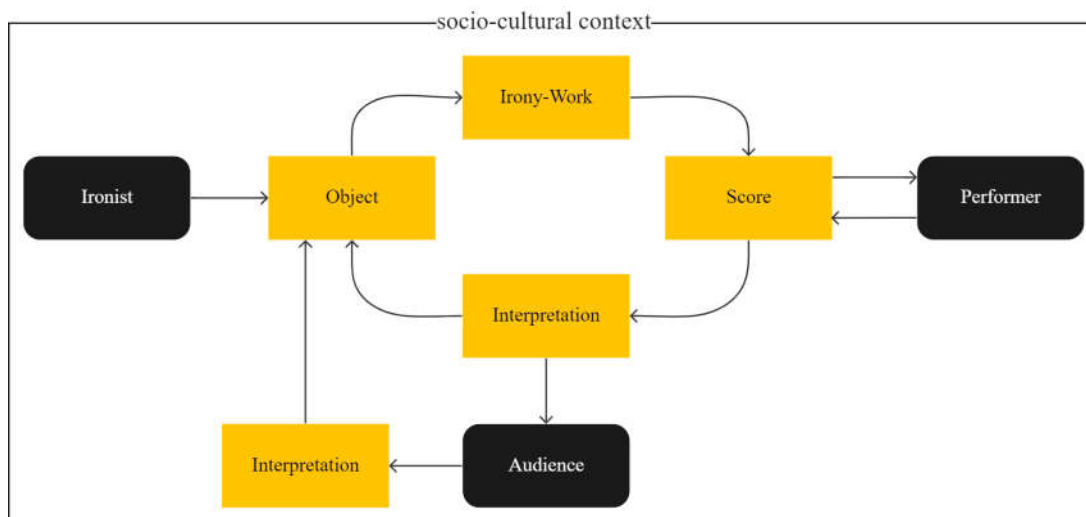 socio-cultural context
Irony-Work
Ironist
Object
Score
Performer
Interpretation
Interpretation
Audience